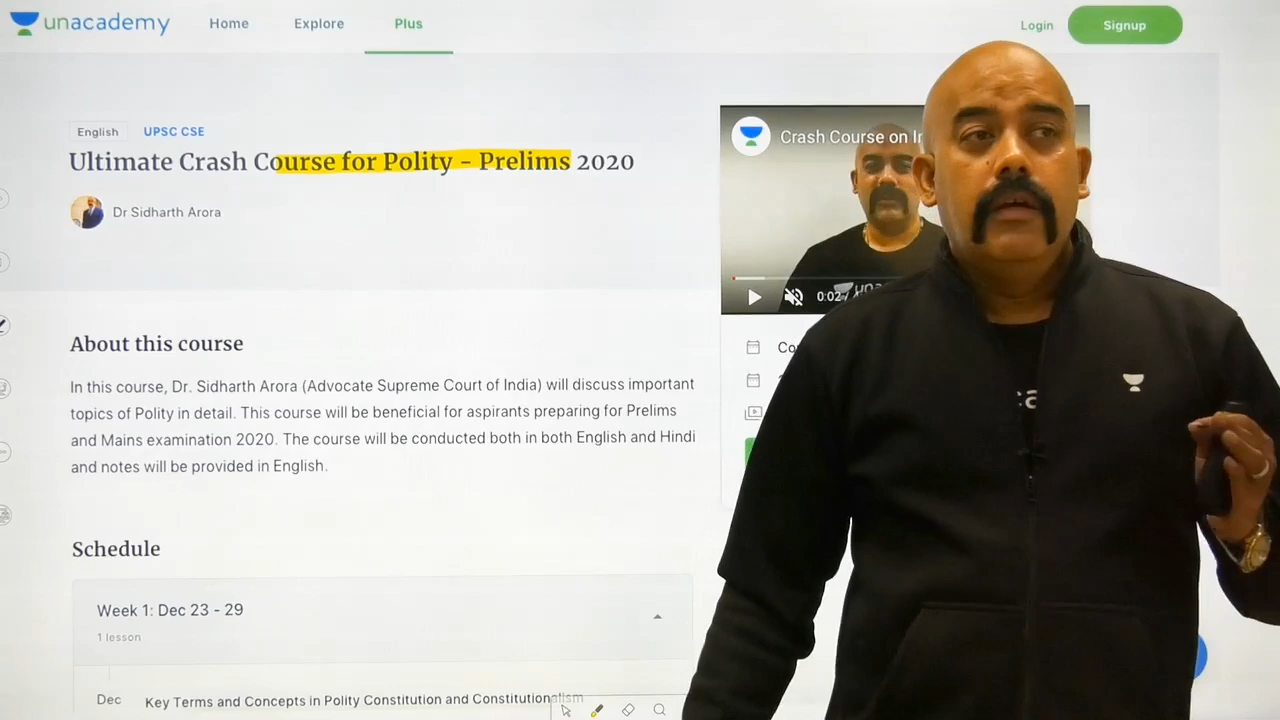 unacademy
Home
Explore
Plus
Login
Signup
English
UPSC CSE
Ultimate Crash Course for Polity - Prelims 2020
Dr Sidharth Arora
Crash Course on
0:02
About this course
In this course, Dr. Sidharth Arora (Advocate Supreme Court of India) will discuss important
topics of Polity in detail. This course will be beneficial for aspirants preparing for Prelims
and Mains examination 2020. The course will be conducted both in both English and Hindi
and notes will be provided in English.
Schedule
Week 1: Dec 23 - 29
1 lesson
Dec
Key Terms and Concepts in Polity Constitution and Constitutionalism